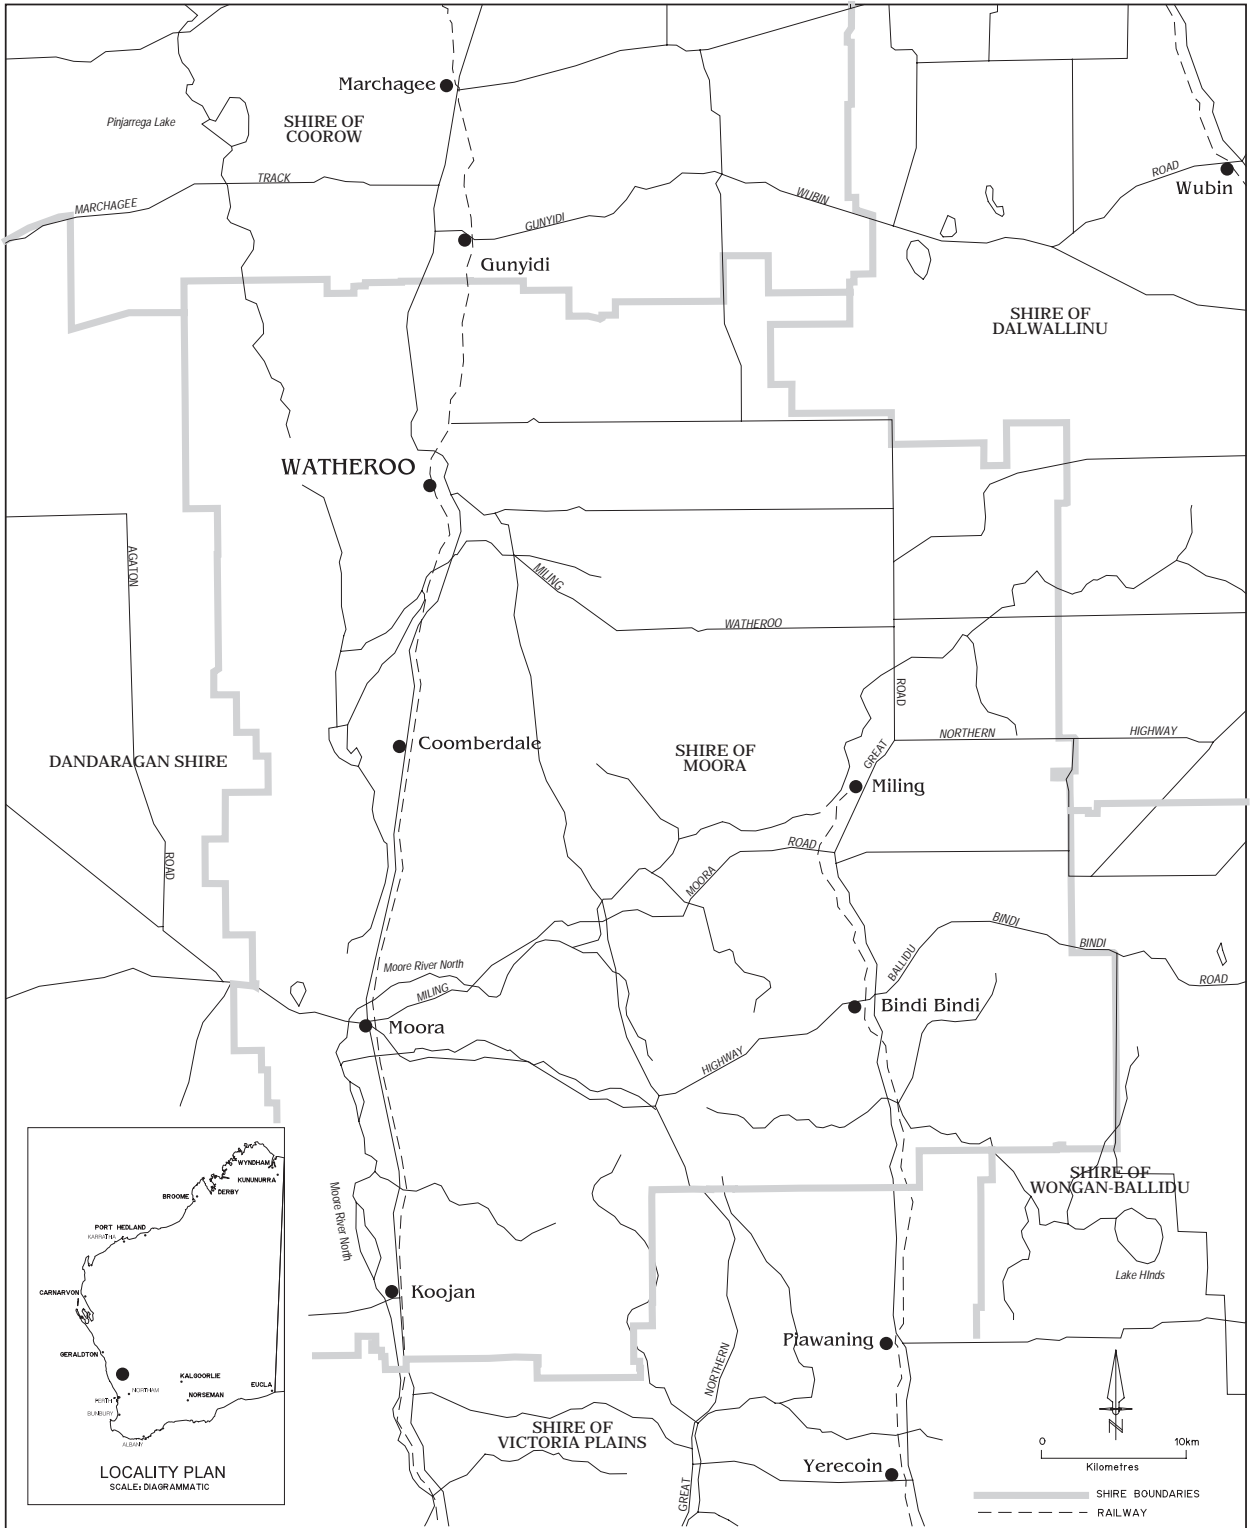 Marchagee
Pinjarrega Lake
SHIRE OF
COOROW
TRACK
MARCHAGEE
GUNYIDI
WUBIN
ROAD
Wubin
Gunyidi
SHIRE OF
DALWALLINU
WATHEROO
AGATON
MILING
WATHEROO
ROAD
NORTHERN
HIGHWAY
GREAT
Coomberdale
SHIRE OF
MOORA
DANDARAGAN SHIRE
Miling
ROAD
ROAD
MOORA
BINDI
BINDI
ROAD
BALLIDU
Moore River North
MILING
Moora
Bindi Bindi
HIGHWAY
SHIRE OF
WONGAN-BALLIDU
Moore River North
Lake HInds
Koojan
Piawaning
NORTHERN
SHIRE OF
VICTORIA PLAINS
Yerecoin
GREAT
WYNDHAM
KUNUNURRA
DERBY
BROOME
PORT HEDLAND
KARRATHA
CARNARVON
GERALDTON
KALGOORLIE
EUCLA
NORTHAM
NORSEMAN
PERTH
BUNBURY
ALBANY
LOCALITY PLAN
SCALE: DIAGRAMMATIC
N
0 10km
Kilometres
SHIRE BOUNDARIES
RAILWAY